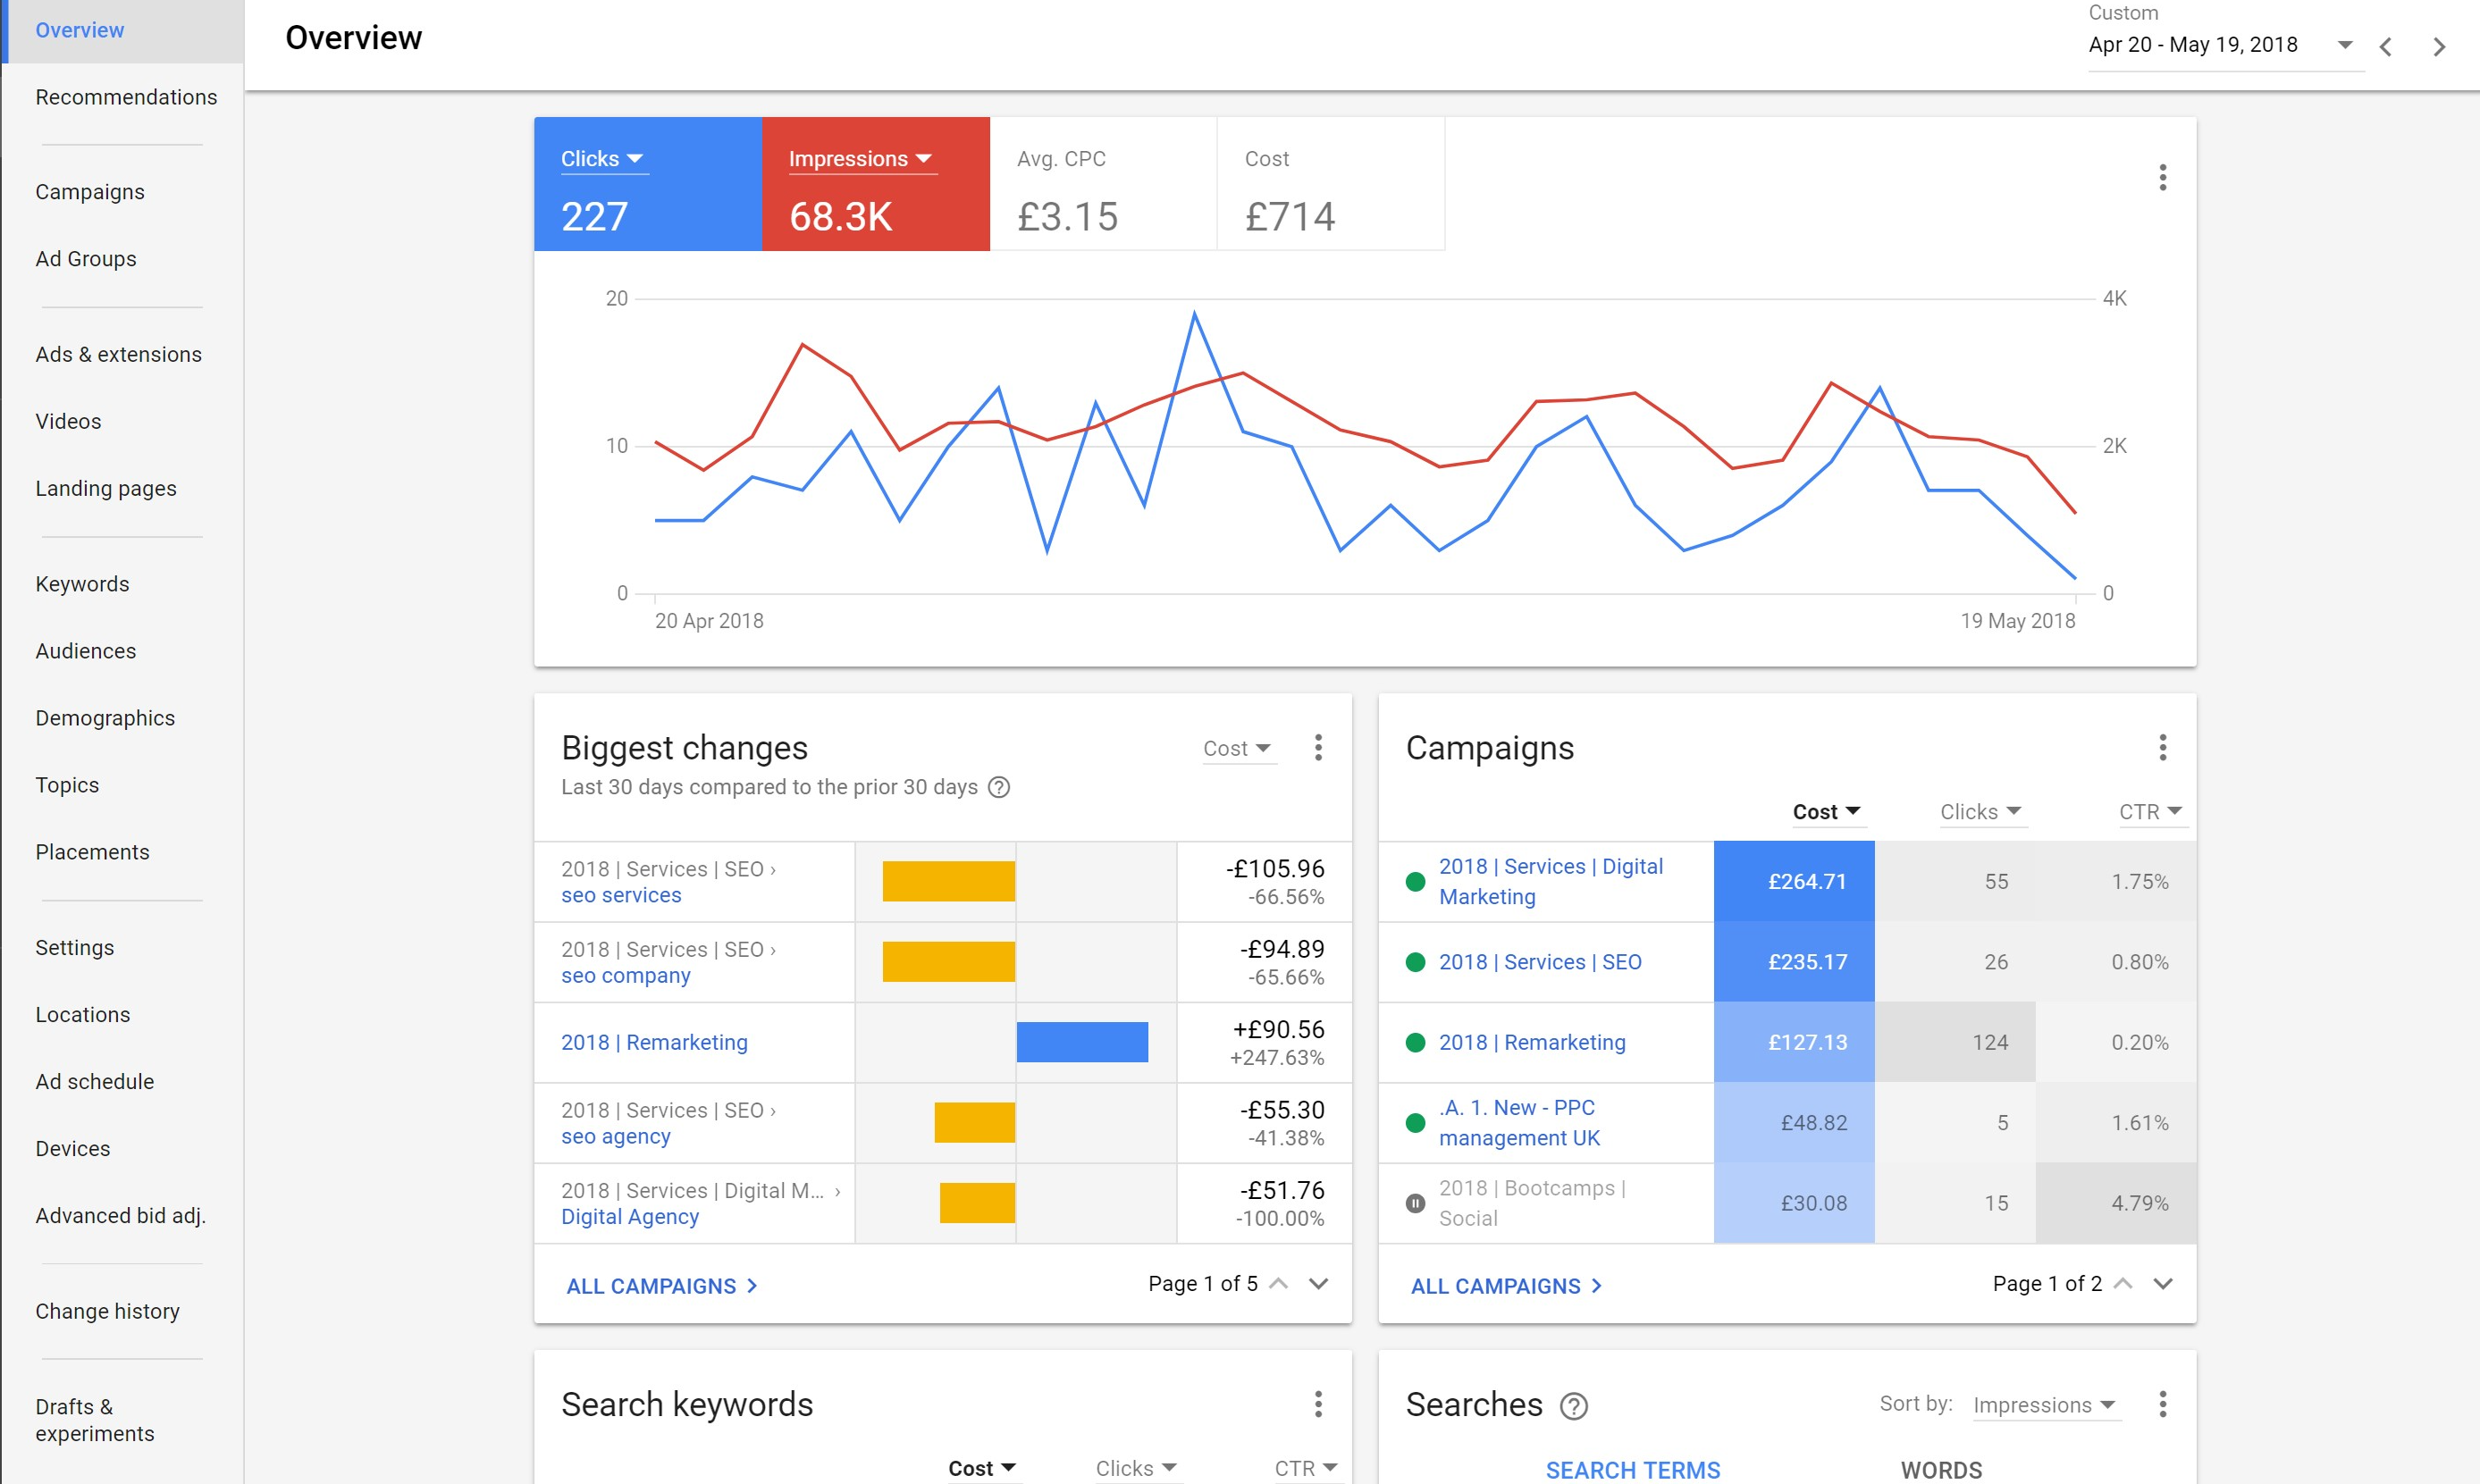 Overview
Recommendations
Campaigns
Ad Groups
Ads & extensions
Videos
Landing pages
Keywords
Audiences
Demographics
Topics
Placements
Settings
Locations
Ad schedule
Devices
Advanced bid adj.
Change history
Drafts &
experiments
Overview
Custom
Apr 20 - May 19, 2018
Clicks
227
Impressions
68.3K
Avg. CPC
£3.15
Cost
£714
20
4K
10
2K
0
0
20 Apr 2018
19 May 2018
Biggest changes
Cost
Last 30 days compared to the prior 30 days ?
2018 | Services | SEO ›
seo services
-£105.96
-66.56%
2018 | Services | SEO ›
seo company
-£94.89
-65.66%
2018 | Remarketing
+£90.56
+247.63%
2018 | Services | SEO ›
seo agency
-£55.30
-41.38%
2018 | Services | Digital M... ›
Digital Agency
-£51.76
-100.00%
ALL CAMPAIGNS
Page 1 of 5
Campaigns
Cost Clicks CTR
2018 | Services | Digital
Marketing
£264.71 55 1.75%
2018 | Services | SEO £235.17 26 0.80%
2018 | Remarketing £127.13 124 0.20%
.A. 1. New - PPC
management UK
£48.82 5 1.61%
2018 | Bootcamps |
Social
£30.08 15 4.79%
ALL CAMPAIGNS
Page 1 of 2
Search keywords
Cost Clicks CTR
Searches ?
Sort by: Impressions
SEARCH TERMS WORDS